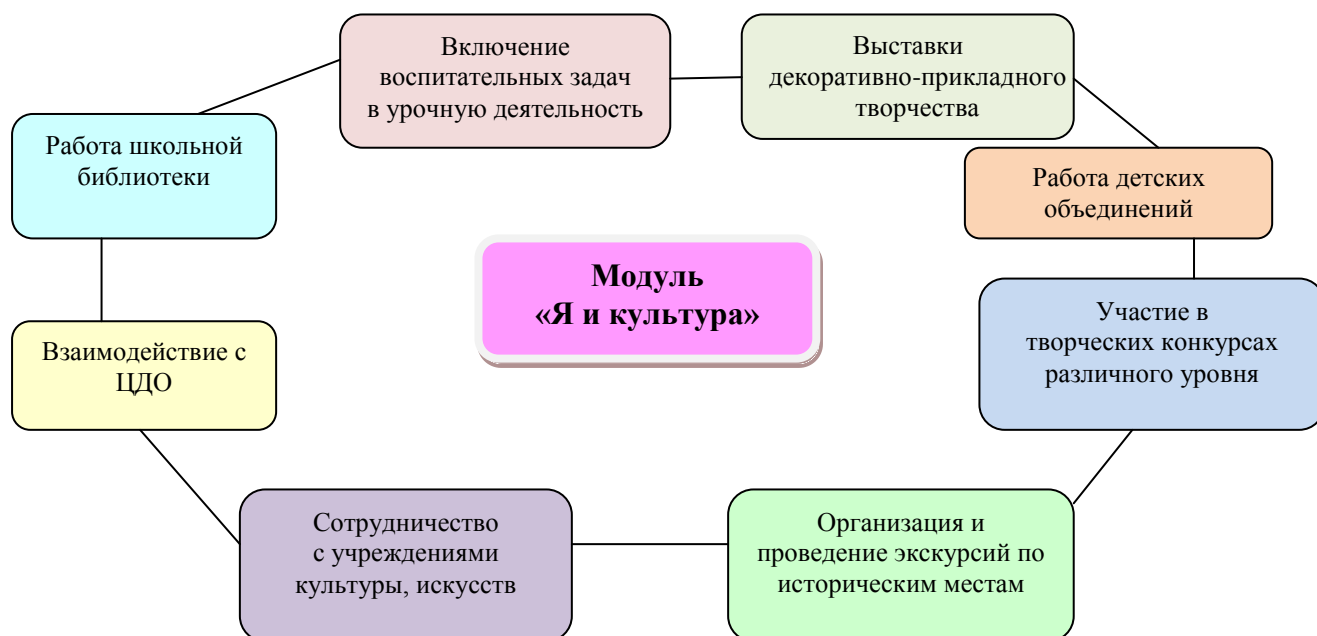 Включение
воспитательных задач
в урочную деятельность
Выставки
декоративно-прикладного
творчества
Работа школьной
библиотеки
Работа детских
объединений
Модуль
«Я и культура»
Участие в
творческих конкурсах
различного уровня
Взаимодействие с
ЦДО
Сотрудничество
с учреждениями
культуры, искусств
Организация и
проведение экскурсий по
историческим местам